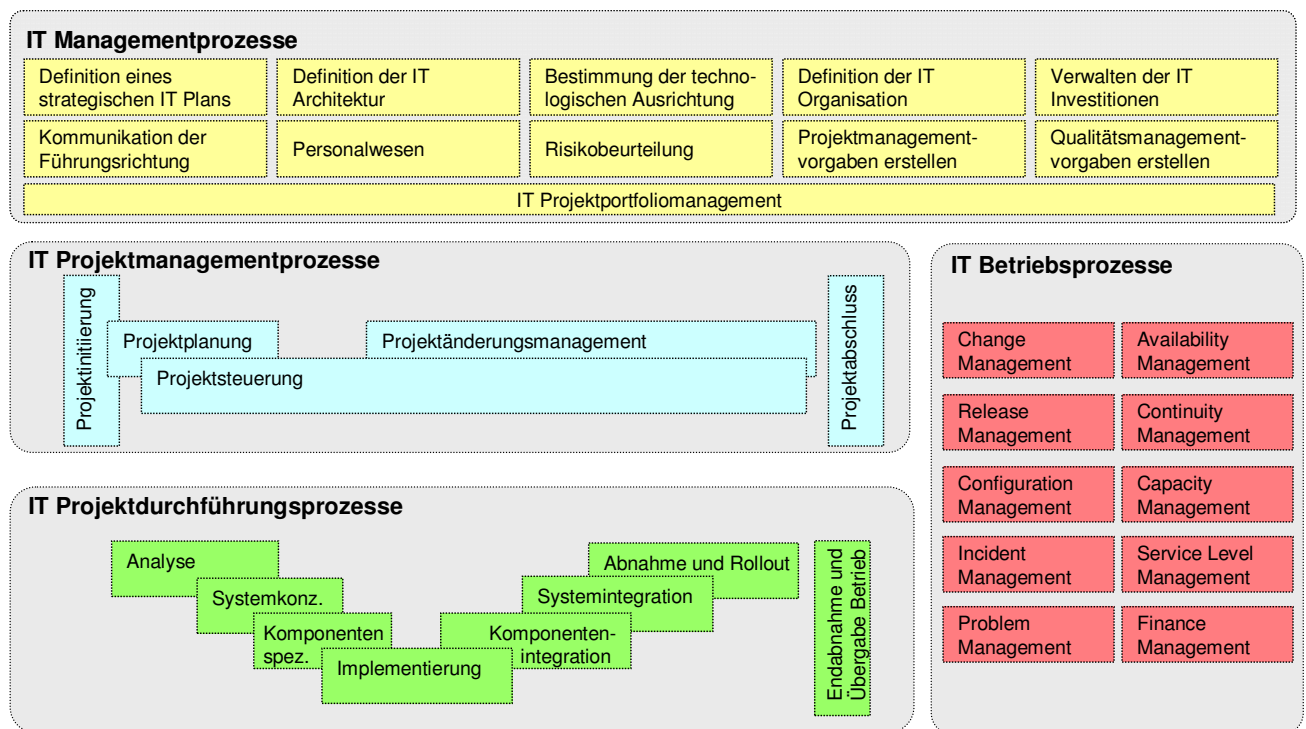 IT Managementprozesse
Definition eines
strategischen IT Plans
Definition der IT
Architektur
Bestimmung der techno-
logischen Ausrichtung
Definition der IT
Organisation
Verwalten der IT
Investitionen
Kommunikation der
Führungsrichtung
Personalwesen
Risikobeurteilung
Projektmanagement-
vorgaben erstellen
Qualitätsmanagement-
vorgaben erstellen
IT Projektportfoliomanagement
IT Projektmanagementprozesse
Projektinitiierung
Projektplanung
Projektänderungsmanagement
Projektsteuerung
Projektabschluss
IT Projektdurchführungsprozesse
Analyse
Systemkonz.
Komponenten
spez.
Implementierung
Komponenten-
integration
Systemintegration
Abnahme und Rollout
Endabnahme und
Übergabe Betrieb
IT Betriebsprozesse
Change
Management
Availability
Management
Release
Management
Continuity
Management
Configuration
Management
Capacity
Management
Incident
Management
Service Level
Management
Problem
Management
Finance
Management